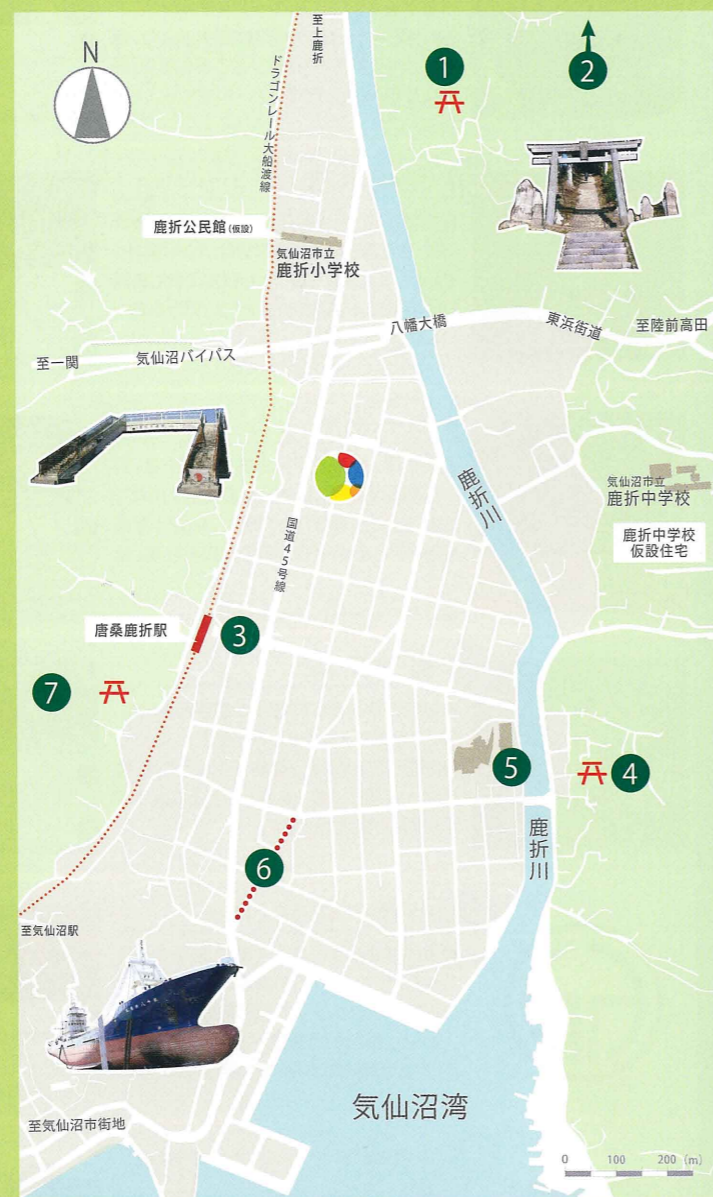 至上鹿折
N
1
2
ドラゴンレール大船渡線
鹿折公民館(仮設)
気仙沼市立
鹿折小学校
八幡大橋
東浜街道
至陸前高田
至一関
気仙沼バイパス
鹿折川
気仙沼市立
鹿折中学校
国道45号線
鹿折中学校
仮設住宅
唐桑鹿折駅
3
7
5
4
鹿折川
6
至気仙沼駅
気仙沼湾
至気仙沼市街地
0 100 200 (m)